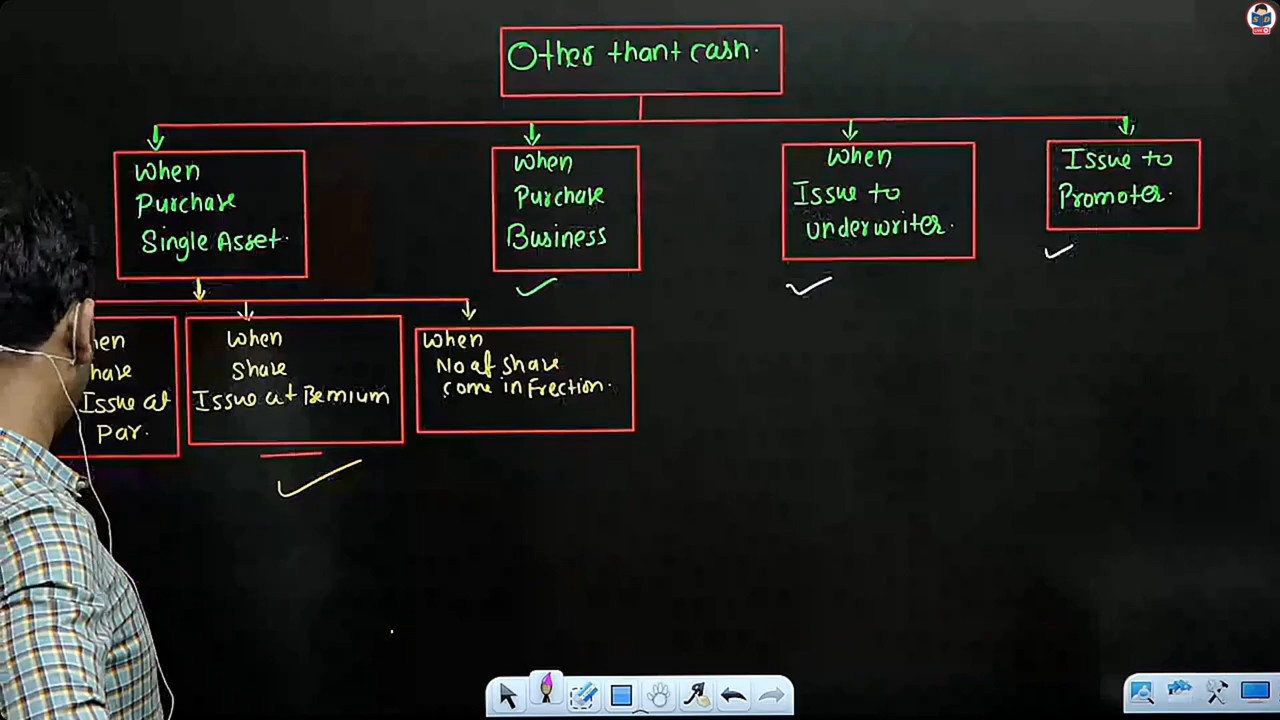 Other thant cash.
When
Purchase
Single Asset.
When
Purchase
Business
When
Issue to
underwriter.
Issue to
Promoter.
hen
hare
Issue at
Par.
When
Share
Issue at Bemium
When
No of Share
Come in Frection.